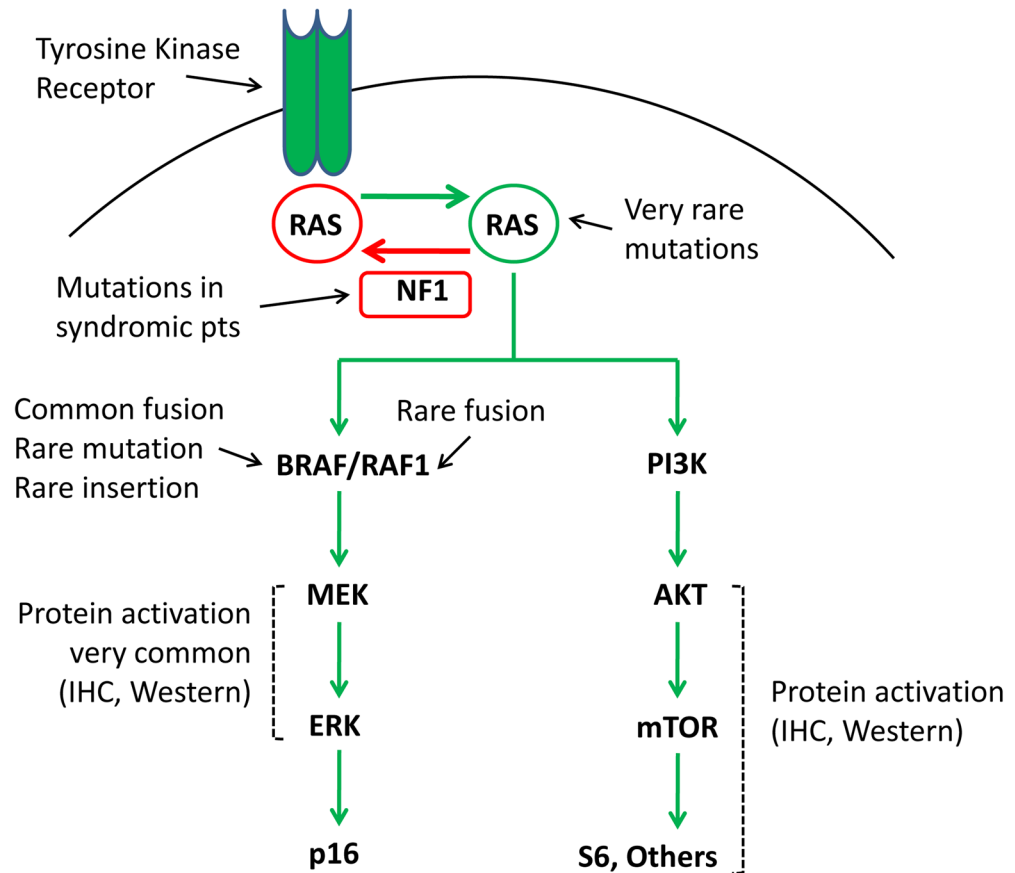 Tyrosine Kinase
Receptor
RAS
RAS
Very rare
mutations
Mutations in
syndromic pts
NF1
Common fusion
Rare mutation
Rare insertion
Rare fusion
BRAF/RAF1
PI3K
MEK
AKT
Protein activation
very common
(IHC, Western)
ERK
mTOR
Protein activation
(IHC, Western)
p16
S6, Others